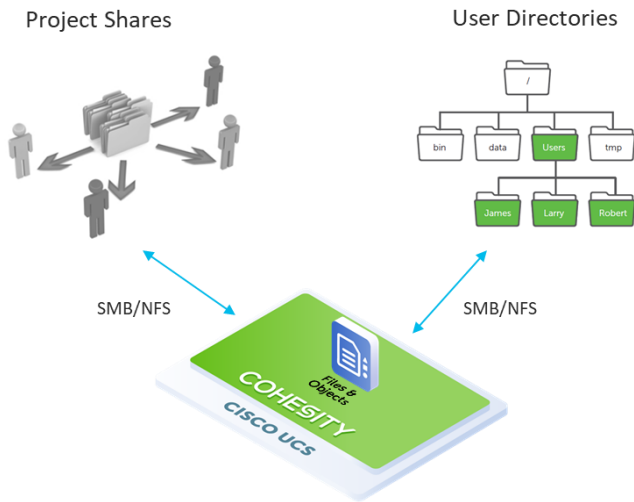 Project Shares
User Directories
/
bin
data
Users
tmp
James
Larry
Robert
SMB/NFS
SMB/NFS
Files &
Objects
COHESITY
CISCO UCS